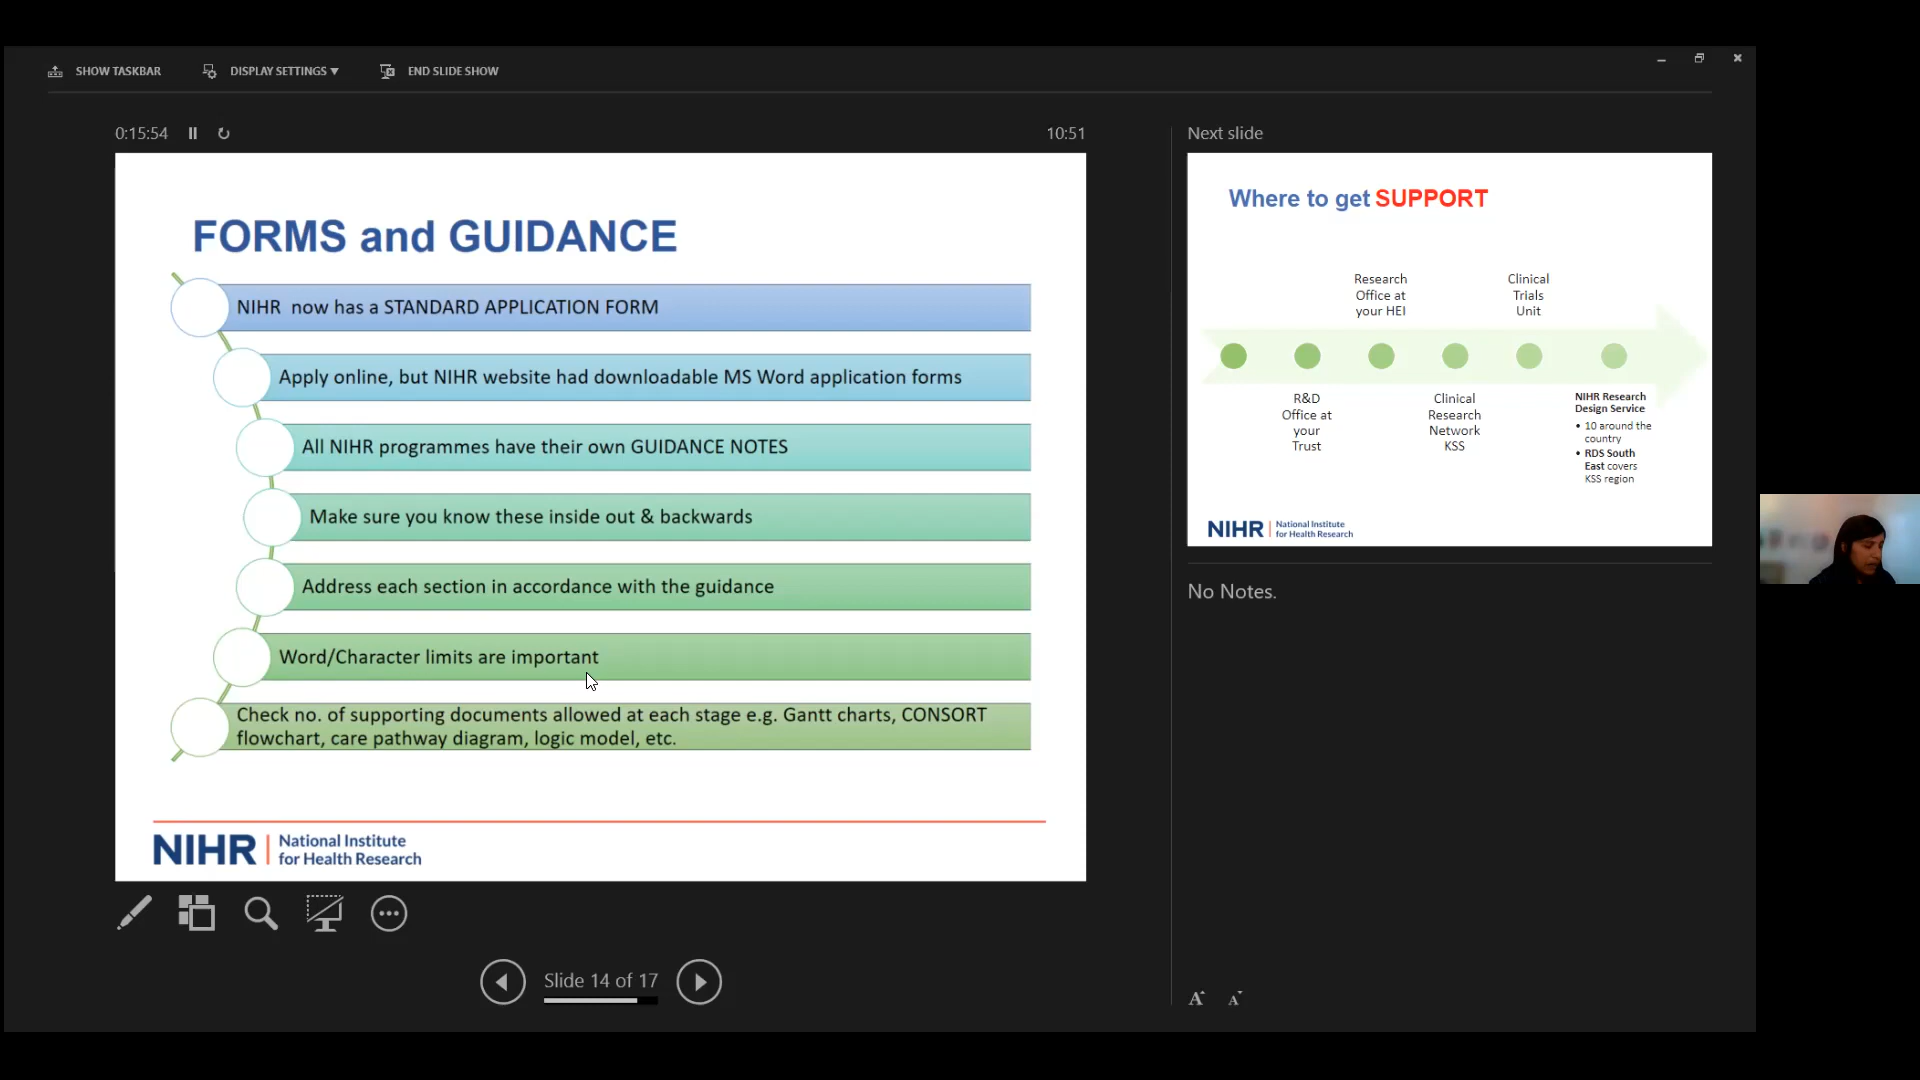 SHOW TASKBAR
DISPLAY SETTINGS ▼
END SLIDE SHOW
0:15:54
10:51
FORMS and GUIDANCE
NIHR now has a STANDARD APPLICATION FORM
Apply online, but NIHR website had downloadable MS Word application forms
All NIHR programmes have their own GUIDANCE NOTES
Make sure you know these inside out & backwards
Address each section in accordance with the guidance
Word/Character limits are important
Check no. of supporting documents allowed at each stage e.g. Gantt charts, CONSORT
flowchart, care pathway diagram, logic model, etc.
NIHR | National Institute
for Health Research
Slide 14 of 17
Next slide
Where to get SUPPORT
Research
Office at
your HEI
Clinical
Trials
Unit
R&D
Office at
your
Trust
Clinical
Research
Network
KSS
NIHR Research
Design Service
• 10 around the
country
• RDS South
East covers
KSS region
NIHR | National Institute
for Health Research
No Notes.
A A